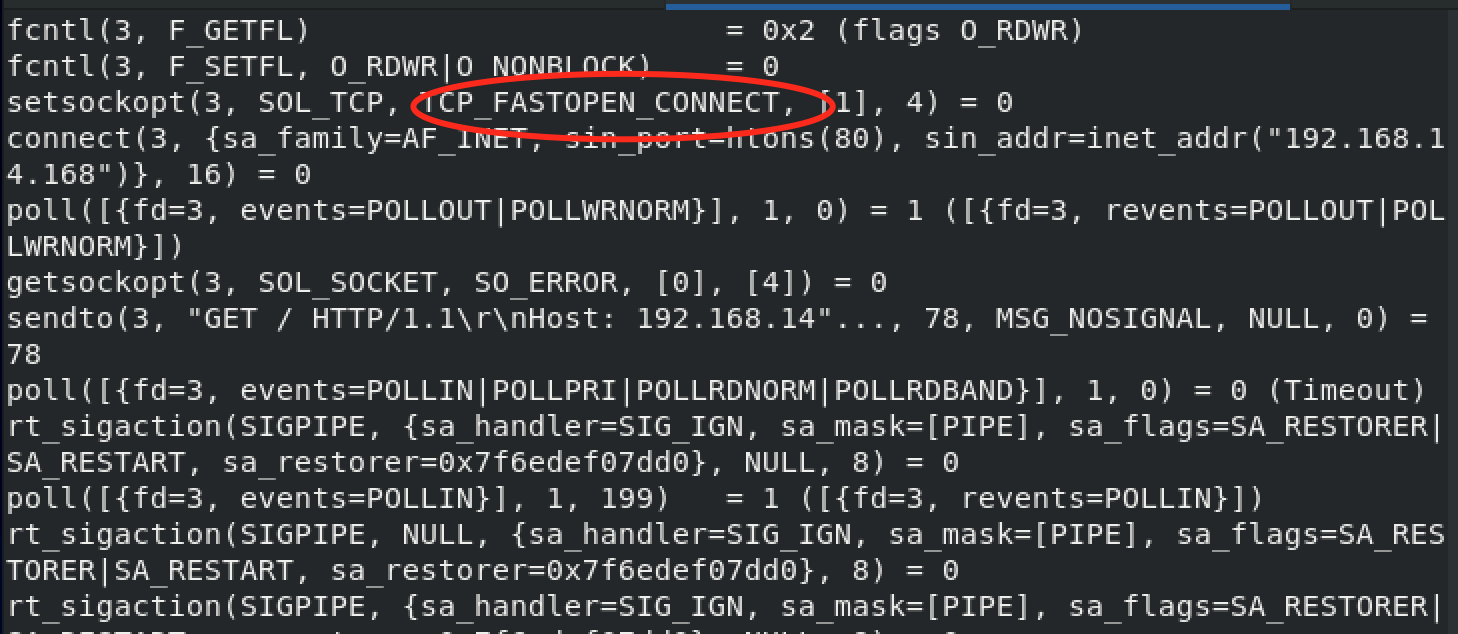 fcntl(3, F_GETFL)                       = 0x2 (flags O_RDWR)
fcntl(3, F_SETFL, O_RDWR|O_NONBLOCK)    = 0
setsockopt(3, SOL_TCP, TCP_FASTOPEN_CONNECT, [1], 4) = 0
connect(3, {sa_family=AF_INET, sin_port=htons(80), sin_addr=inet_addr("192.168.1
4.168")}, 16) = 0
poll([{fd=3, events=POLLOUT|POLLWRNORM}], 1, 0) = 1 ([{fd=3, revents=POLLOUT|POL
LWRNORM}])
getsockopt(3, SOL_SOCKET, SO_ERROR, [0], [4]) = 0
sendto(3, "GET / HTTP/1.1\r\nHost: 192.168.14"..., 78, MSG_NOSIGNAL, NULL, 0) =
78
poll([{fd=3, events=POLLIN|POLLPRI|POLLRDNORM|POLLRDBAND}], 1, 0) = 0 (Timeout)
rt_sigaction(SIGPIPE, {sa_handler=SIG_IGN, sa_mask=[PIPE], sa_flags=SA_RESTORER|
SA_RESTART, sa_restorer=0x7f6edef07dd0}, NULL, 8) = 0
poll([{fd=3, events=POLLIN}], 1, 199)   = 1 ([{fd=3, revents=POLLIN}])
rt_sigaction(SIGPIPE, NULL, {sa_handler=SIG_IGN, sa_mask=[PIPE], sa_flags=SA_RES
TORER|SA_RESTART, sa_restorer=0x7f6edef07dd0}, 8) = 0
rt_sigaction(SIGPIPE, {sa_handler=SIG_IGN, sa_mask=[PIPE], sa_flags=SA_RESTORER|